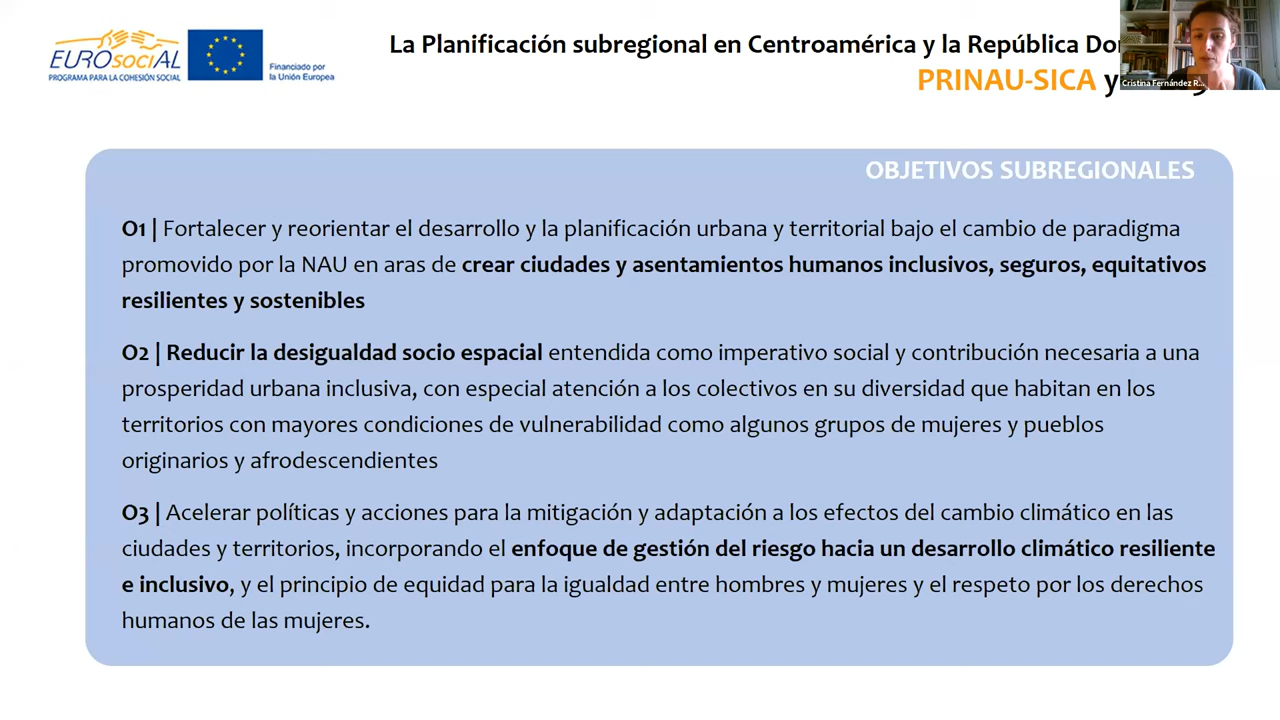 EUROsociAL
PROGRAMA PARA LA COHESIÓN SOCIAL
Financiado por
la Unión Europea
La Planificación subregional en Centroamérica y la República
PRINAU-SICA y
Cristina Fernández R...
OBJETIVOS SUBREGIONALES
O1 | Fortalecer y reorientar el desarrollo y la planificación urbana y territorial bajo el cambio de paradigma
promovido por la NAU en aras de crear ciudades y asentamientos humanos inclusivos, seguros, equitativos
resilientes y sostenibles
O2 | Reducir la desigualdad socio espacial entendida como imperativo social y contribución necesaria a una
prosperidad urbana inclusiva, con especial atención a los colectivos en su diversidad que habitan en los
territorios con mayores condiciones de vulnerabilidad como algunos grupos de mujeres y pueblos
originarios y afrodescendientes
O3 | Acelerar políticas y acciones para la mitigación y adaptación a los efectos del cambio climático en las
ciudades y territorios, incorporando el enfoque de gestión del riesgo hacia un desarrollo climático resiliente
e inclusivo, y el principio de equidad para la igualdad entre hombres y mujeres y el respeto por los derechos
humanos de las mujeres.